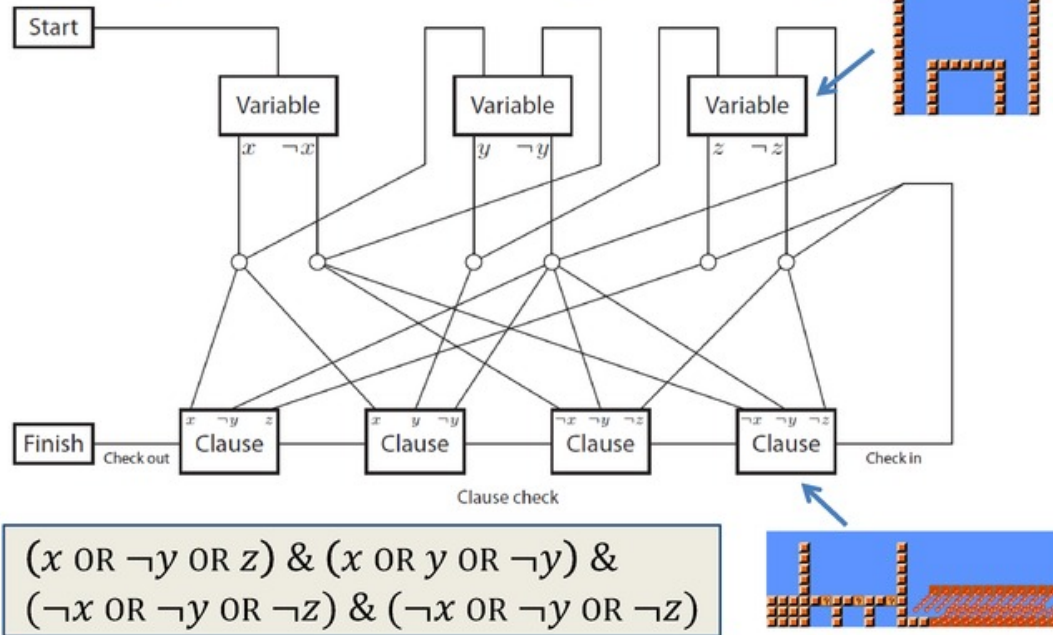 Start
Variable
Variable
Variable
x ¬x
y ¬y
z ¬z
x ¬y z
x y ¬y
¬x ¬y ¬z
¬x ¬y ¬z
Finish
Check out
Clause
Clause
Clause
Clause
Check in
Clause check
(x OR ¬y OR z) & (x OR y OR ¬y) &
(¬x OR ¬y OR ¬z) & (¬x OR ¬y OR ¬z)